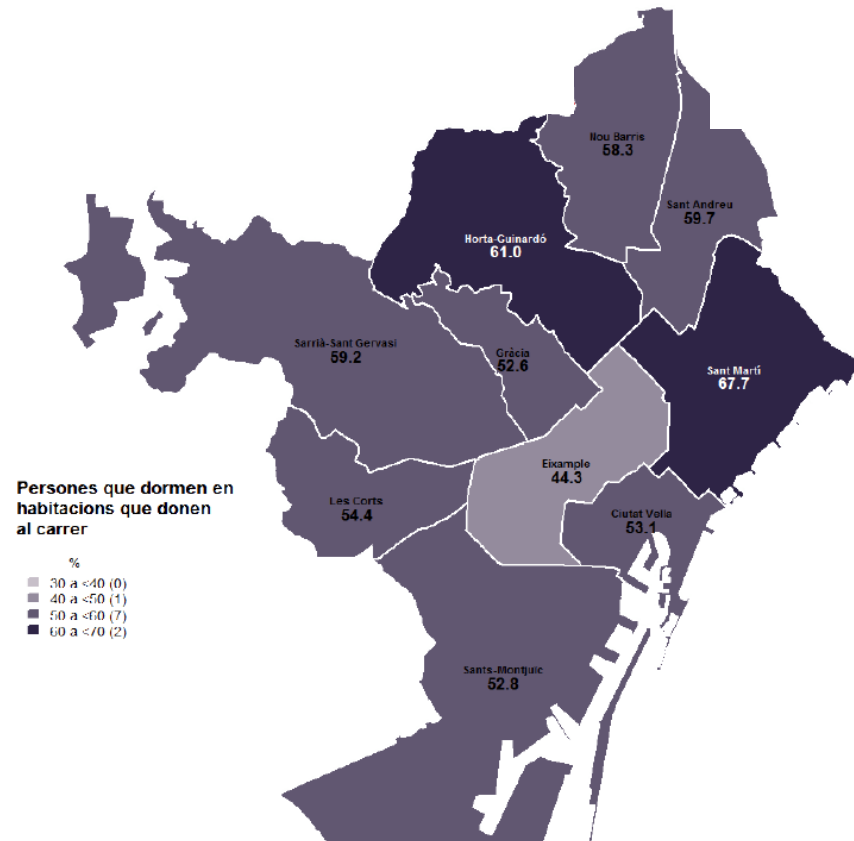 Nou Barris
58.3
Sant Andreu
59.7
Horta-Guinardó
61.0
Sarrià-Sant Gervasi
59.2
Gràcia
52.6
Sant Martí
67.7
Eixample
44.3
Les Corts
54.4
Ciutat Vella
53.1
Sants-Montjuïc
52.8
Persones que dormen en
habitacions que donen
al carrer
%
30 a <40 (0)
40 a <50 (1)
50 a <60 (7)
60 a <70 (2)